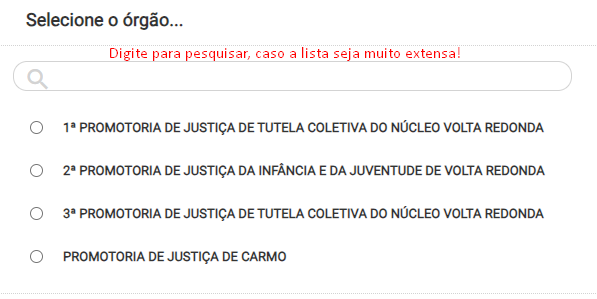 Selecione o órgão...
Digite para pesquisar, caso a lista seja muito extensa!
1ª PROMOTORIA DE JUSTIÇA DE TUTELA COLETIVA DO NÚCLEO VOLTA REDONDA
2ª PROMOTORIA DE JUSTIÇA DA INFÂNCIA E DA JUVENTUDE DE VOLTA REDONDA
3ª PROMOTORIA DE JUSTIÇA DE TUTELA COLETIVA DO NÚCLEO VOLTA REDONDA
PROMOTORIA DE JUSTIÇA DE CARMO